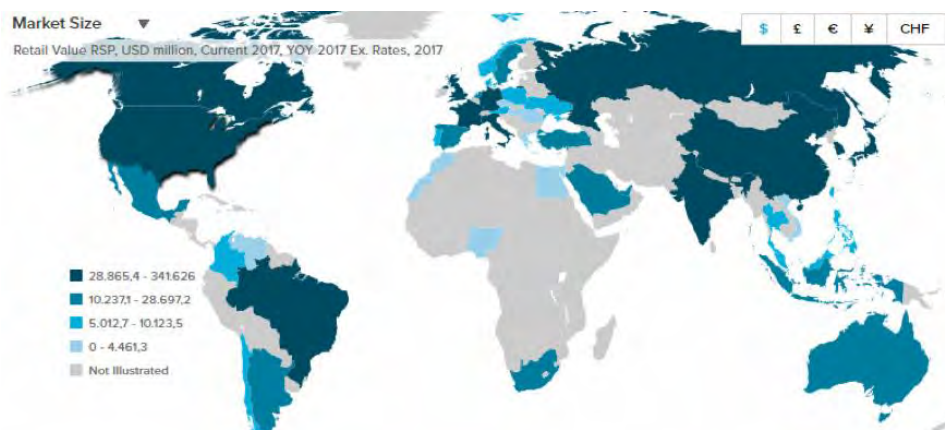 Market Size ▼
Retail Value RSP, USD million, Current 2017, YOY 2017 Ex. Rates, 2017
$ £ € ¥ CHF
28.865,4 - 341.626
10.237,1 - 28.697,2
5.012,7 - 10.123,5
0 - 4.461,3
Not Illustrated